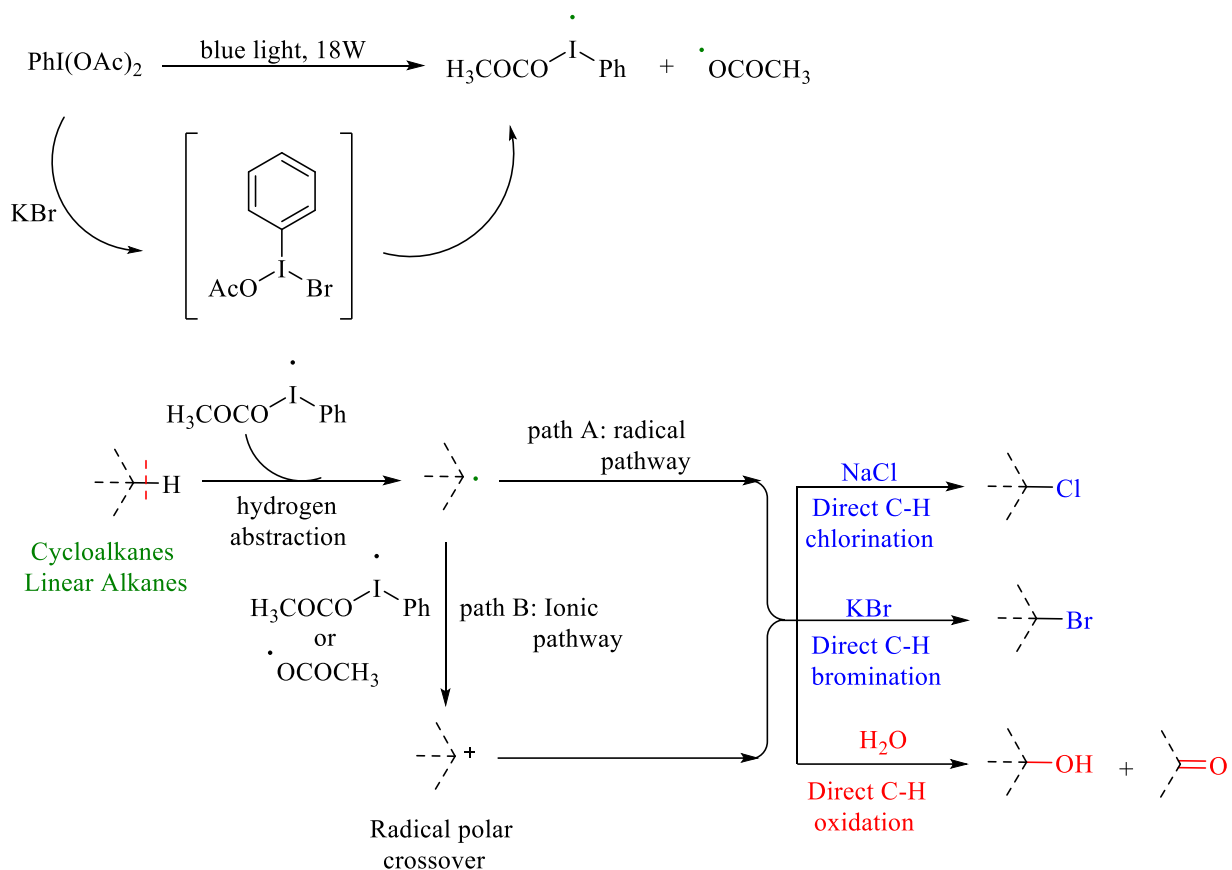 PhI(OAc)₂
blue light, 18W
•
I
H₃COCO
Ph
+
•OCOCH₃
KBr
I
AcO
Br
•
I
H₃COCO
Ph
H
hydrogen
abstraction
Cycloalkanes
Linear Alkanes
•
path A: radical
pathway
•
I
H₃COCO
Ph
or
•OCOCH₃
path B: Ionic
pathway
+
Radical polar
crossover
NaCl
Direct C-H
chlorination
Cl
KBr
Direct C-H
bromination
Br
H₂O
Direct C-H
oxidation
OH
+
O